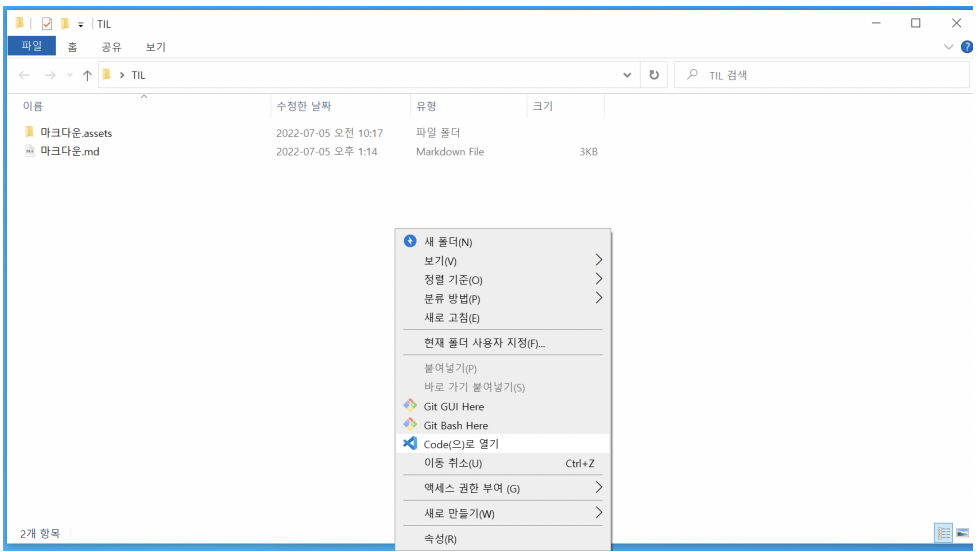 TIL
파일 홈 공유 보기
TIL TIL 검색
이름 수정한 날짜 유형 크기
마크다운.assets 2022-07-05 오전 10:17 파일 폴더
마크다운.md 2022-07-05 오후 1:14 Markdown File 3KB
새 폴더(N)
보기(V)
정렬 기준(O)
분류 방법(P)
새로 고침(E)
현재 폴더 사용자 지정(F)...
붙여넣기(P)
바로 가기 붙여넣기(S)
Git GUI Here
Git Bash Here
Code(으)로 열기
이동 취소(U) Ctrl+Z
액세스 권한 부여 (G)
새로 만들기(W)
속성(R)
2개 항목